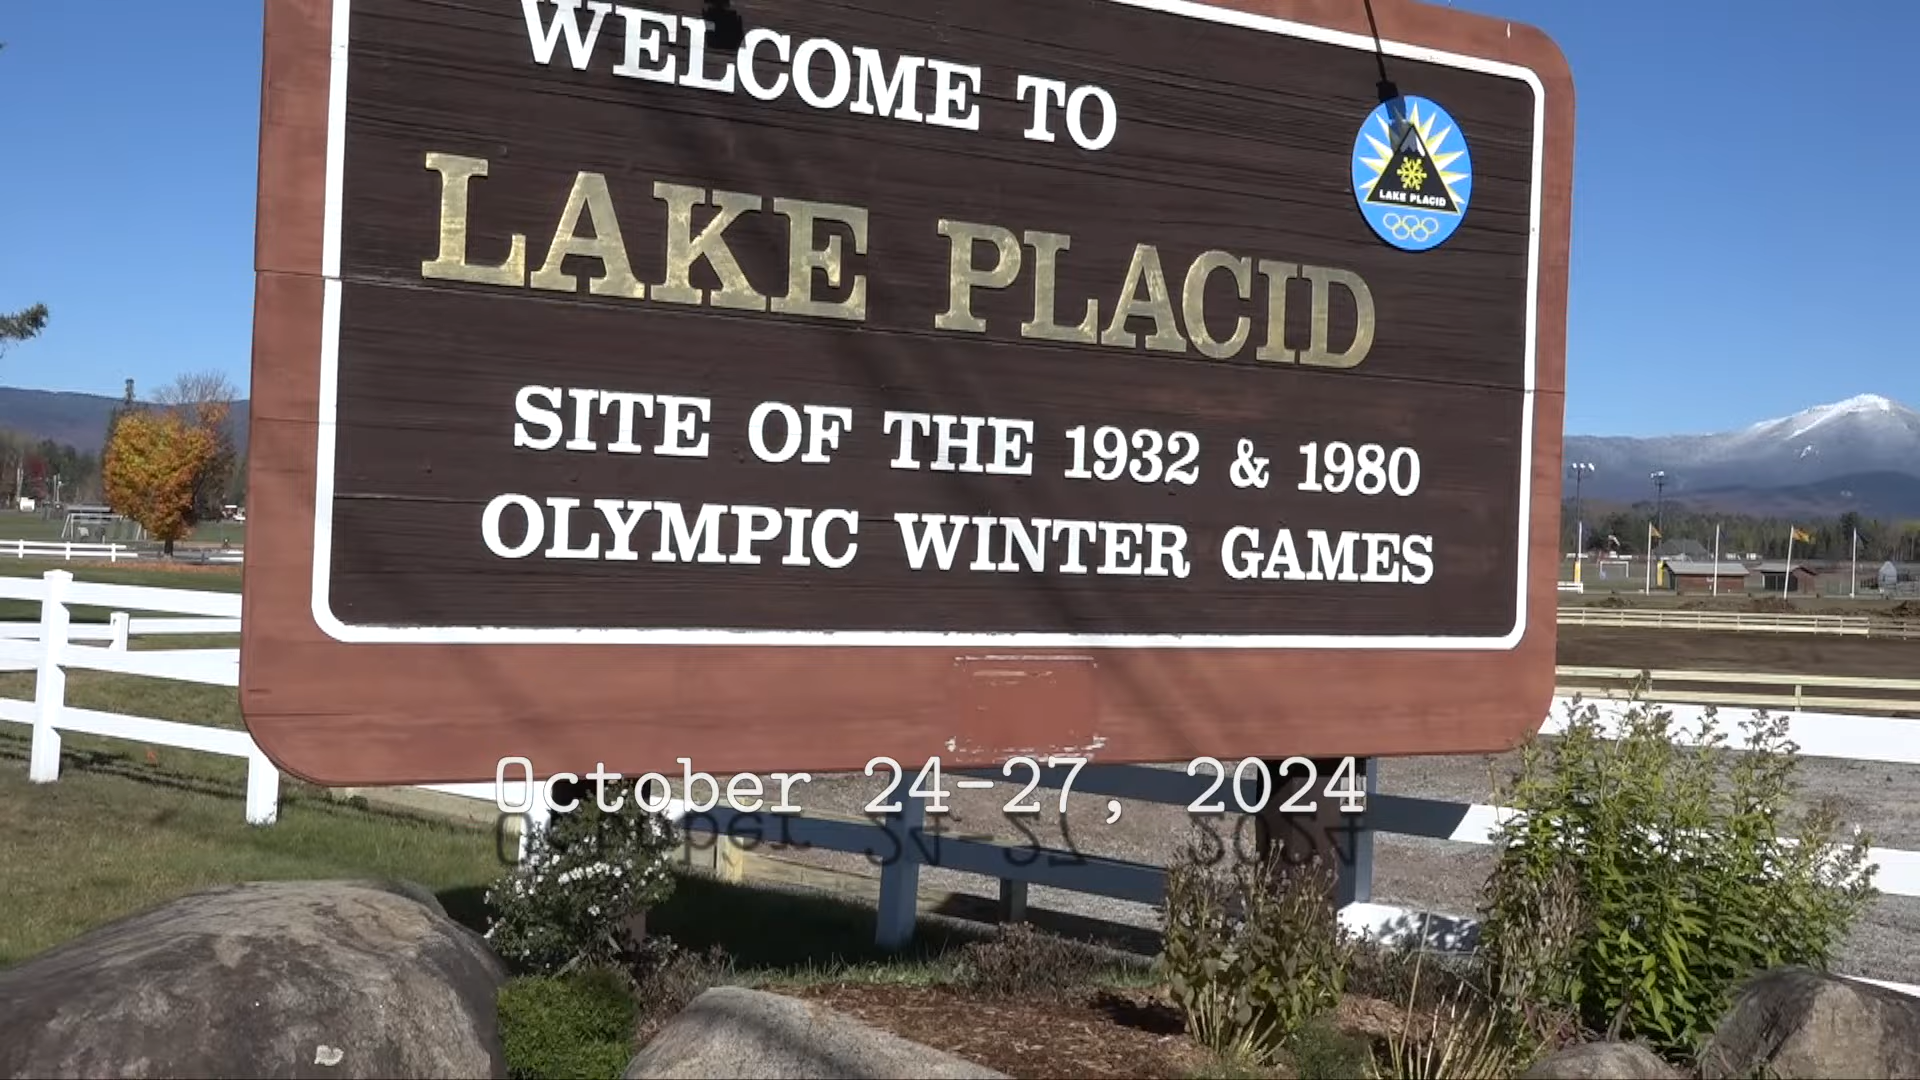 WELCOME TO
LAKE PLACID
LAKE PLACID
SITE OF THE 1932 & 1980
OLYMPIC WINTER GAMES
October 24-27, 2024